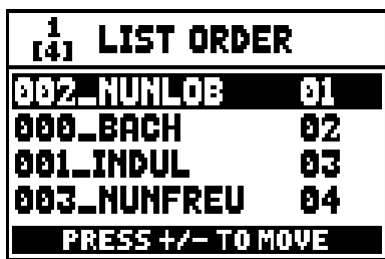 1
[4] LIST ORDER
002_NUNLOB 01
000_BACH 02
001_INDUL 03
003_NUNFREU 04
PRESS +/- TO MOVE